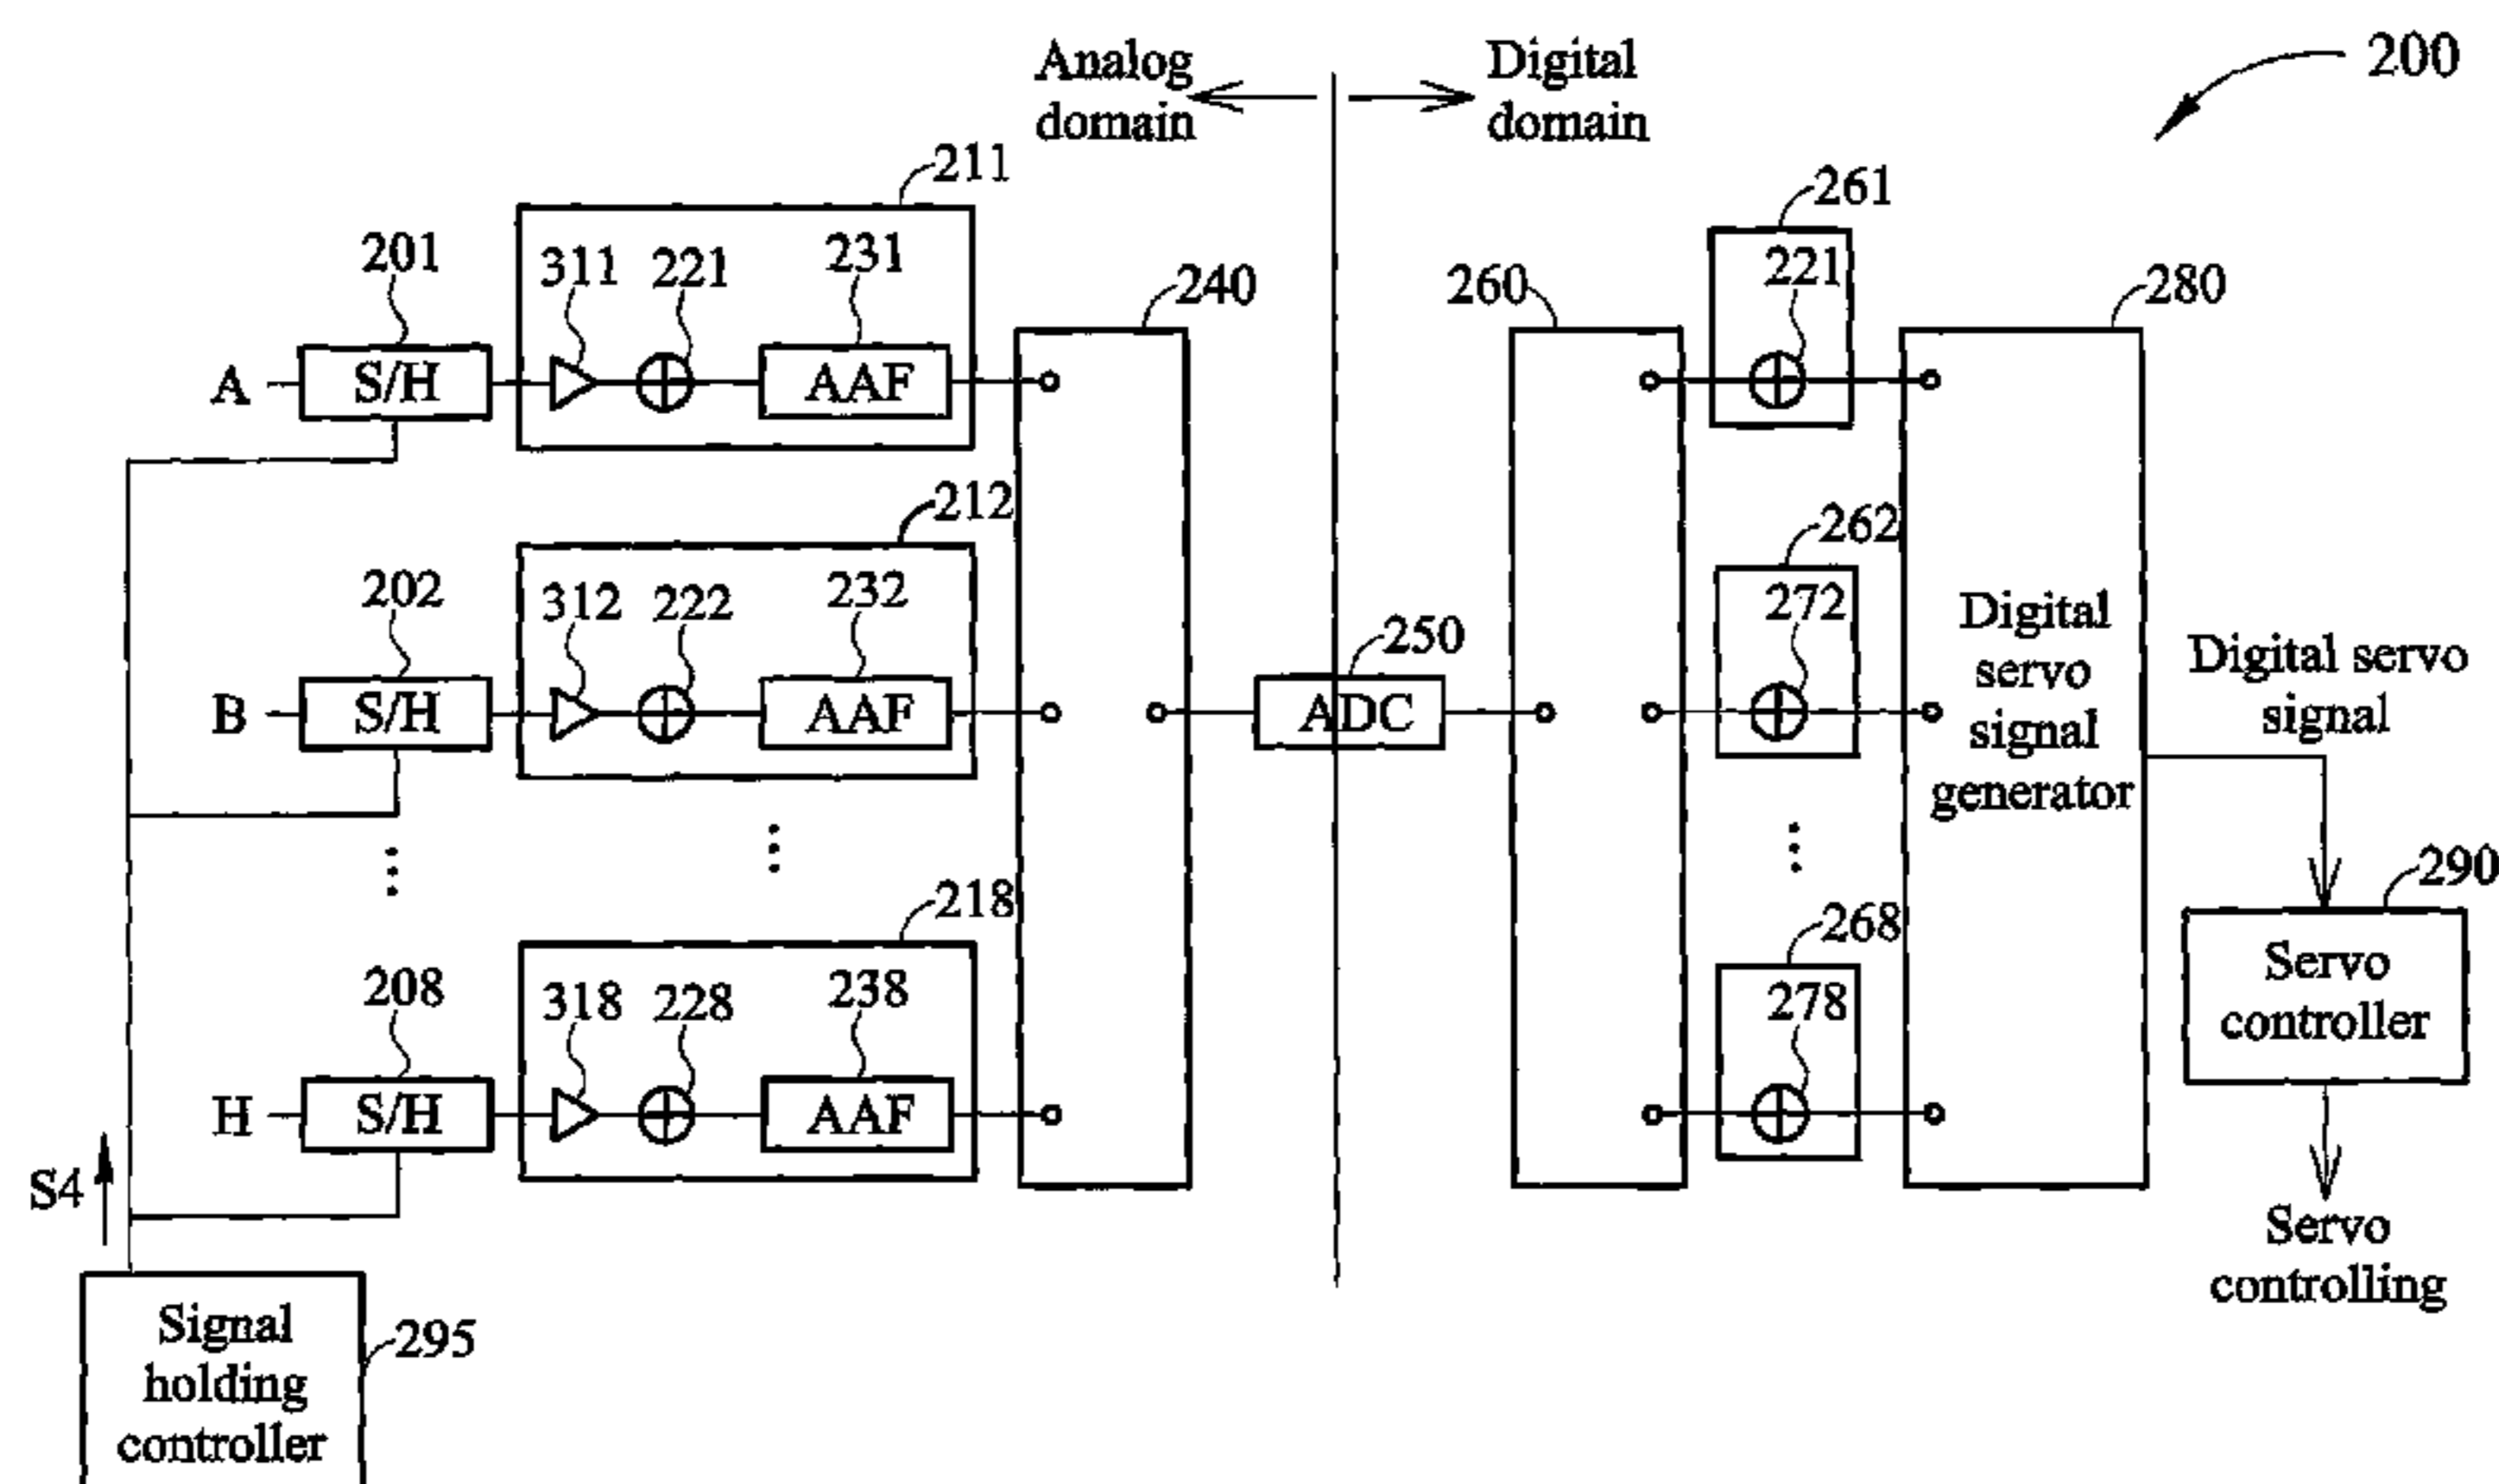 Analog
domain
Digital
domain
200
211
201
311
221
231
A
S/H
AAF
240
260
261
221
280
212
202
312
222
232
B
S/H
AAF
250
ADC
262
272
Digital
servo
signal
generator
Digital servo
signal
218
208
318
228
238
H
S/H
AAF
268
278
290
Servo
controller
S4
Servo
controlling
Signal
holding
controller
295